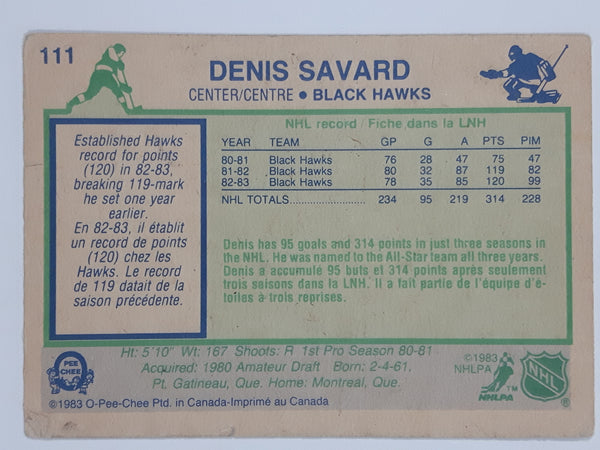 111
DENIS SAVARD
CENTER/CENTRE • BLACK HAWKS
Established Hawks
record for points
(120) in 82-83,
breaking 119-mark
he set one year
earlier.
En 82-83, il établit
un record de points
(120) chez les
Hawks. Le record
de 119 datait de la
saison précédente.
NHL record / Fiche dans la LNH
YEAR TEAM GP G A PTS PIM
80-81 Black Hawks 76 28 47 75 47
81-82 Black Hawks 80 32 87 119 82
82-83 Black Hawks 78 35 85 120 99
NHL TOTALS........................ 234 95 219 314 228
Denis has 95 goals and 314 points in just three seasons in
the NHL. He was named to the All-Star team all three years.
Denis a accumulé 95 buts et 314 points après seulement
trois saisons dans la LNH. Il a fait partie de l'équipe d'é-
toiles à trois reprises.
Ht: 5'10" Wt: 167 Shoots: R 1st Pro Season 80-81
Acquired: 1980 Amateur Draft Born: 2-4-61,
Pt. Gatineau, Que. Home: Montreal, Que.
O
PEE
CHEE
©1983 O-Pee-Chee Ptd. in Canada-Imprimé au Canada
©1983
NHLPA
TM
NHLPA
NHL
®